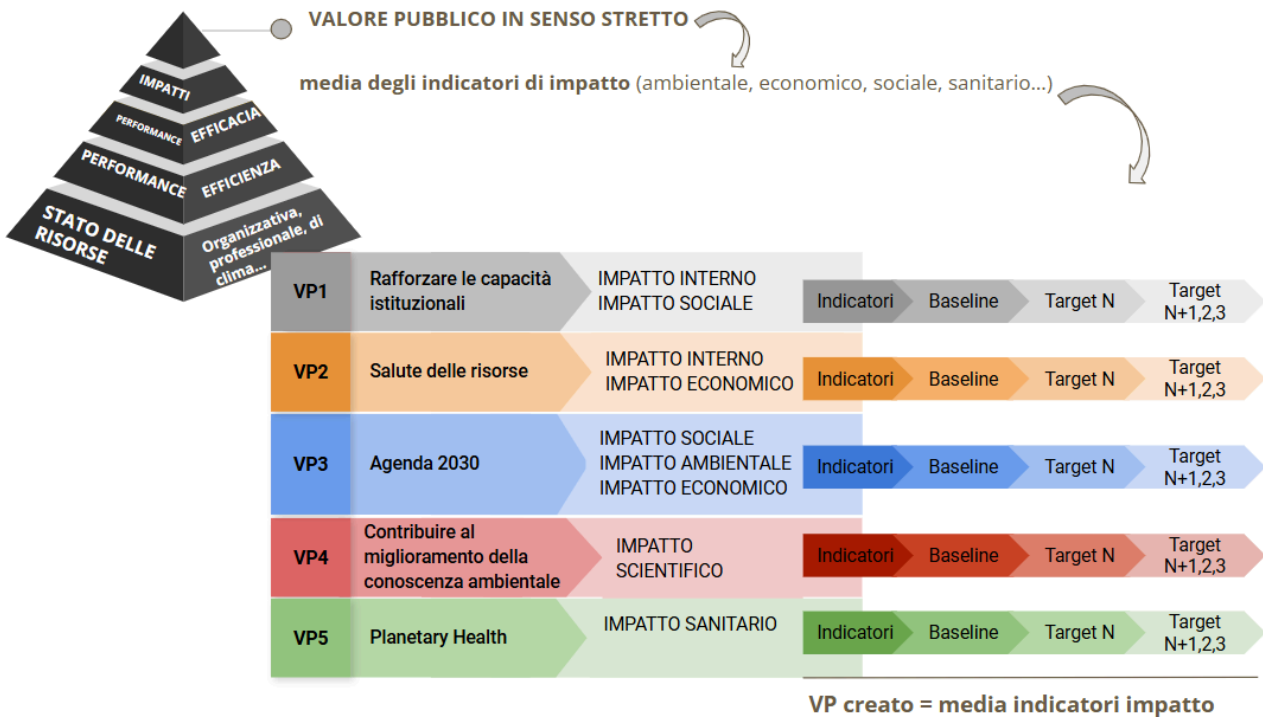 VALORE PUBBLICO IN SENSO STRETTO
media degli indicatori di impatto (ambientale, economico, sociale, sanitario...)
IMPATTI
PERFORMANCE
EFFICACIA
PERFORMANCE
EFFICIENZA
STATO DELLE
RISORSE
Organizzativa,
professionale, di
clima...
VP1
Rafforzare le capacità
istituzionali
IMPATTO INTERNO
IMPATTO SOCIALE
Indicatori
Baseline
Target N
Target
N+1,2,3
VP2
Salute delle risorse
IMPATTO INTERNO
IMPATTO ECONOMICO
Indicatori
Baseline
Target N
Target
N+1,2,3
VP3
Agenda 2030
IMPATTO SOCIALE
IMPATTO AMBIENTALE
IMPATTO ECONOMICO
Indicatori
Baseline
Target N
Target
N+1,2,3
VP4
Contribuire al
miglioramento della
conoscenza ambientale
IMPATTO
SCIENTIFICO
Indicatori
Baseline
Target N
Target
N+1,2,3
VP5
Planetary Health
IMPATTO SANITARIO
Indicatori
Baseline
Target N
Target
N+1,2,3
VP creato = media indicatori impatto